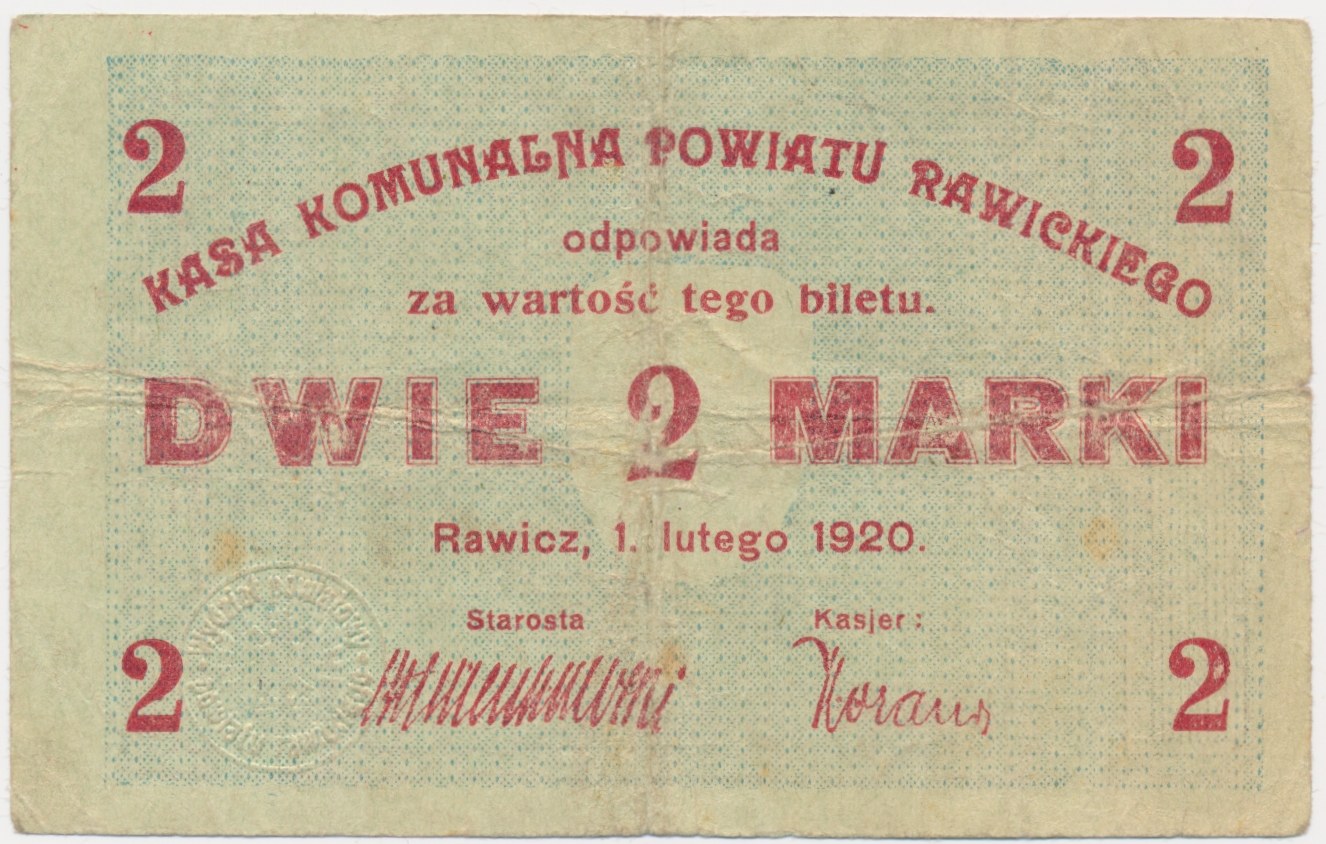 2 2
KASA KOMUNALNA POWIATU RAWICKIEGO
odpowiada
za wartość tego biletu.
DWIE 2 MARKI
Rawicz, 1. lutego 1920.
Starosta Kasjer:
2 2
Wydział